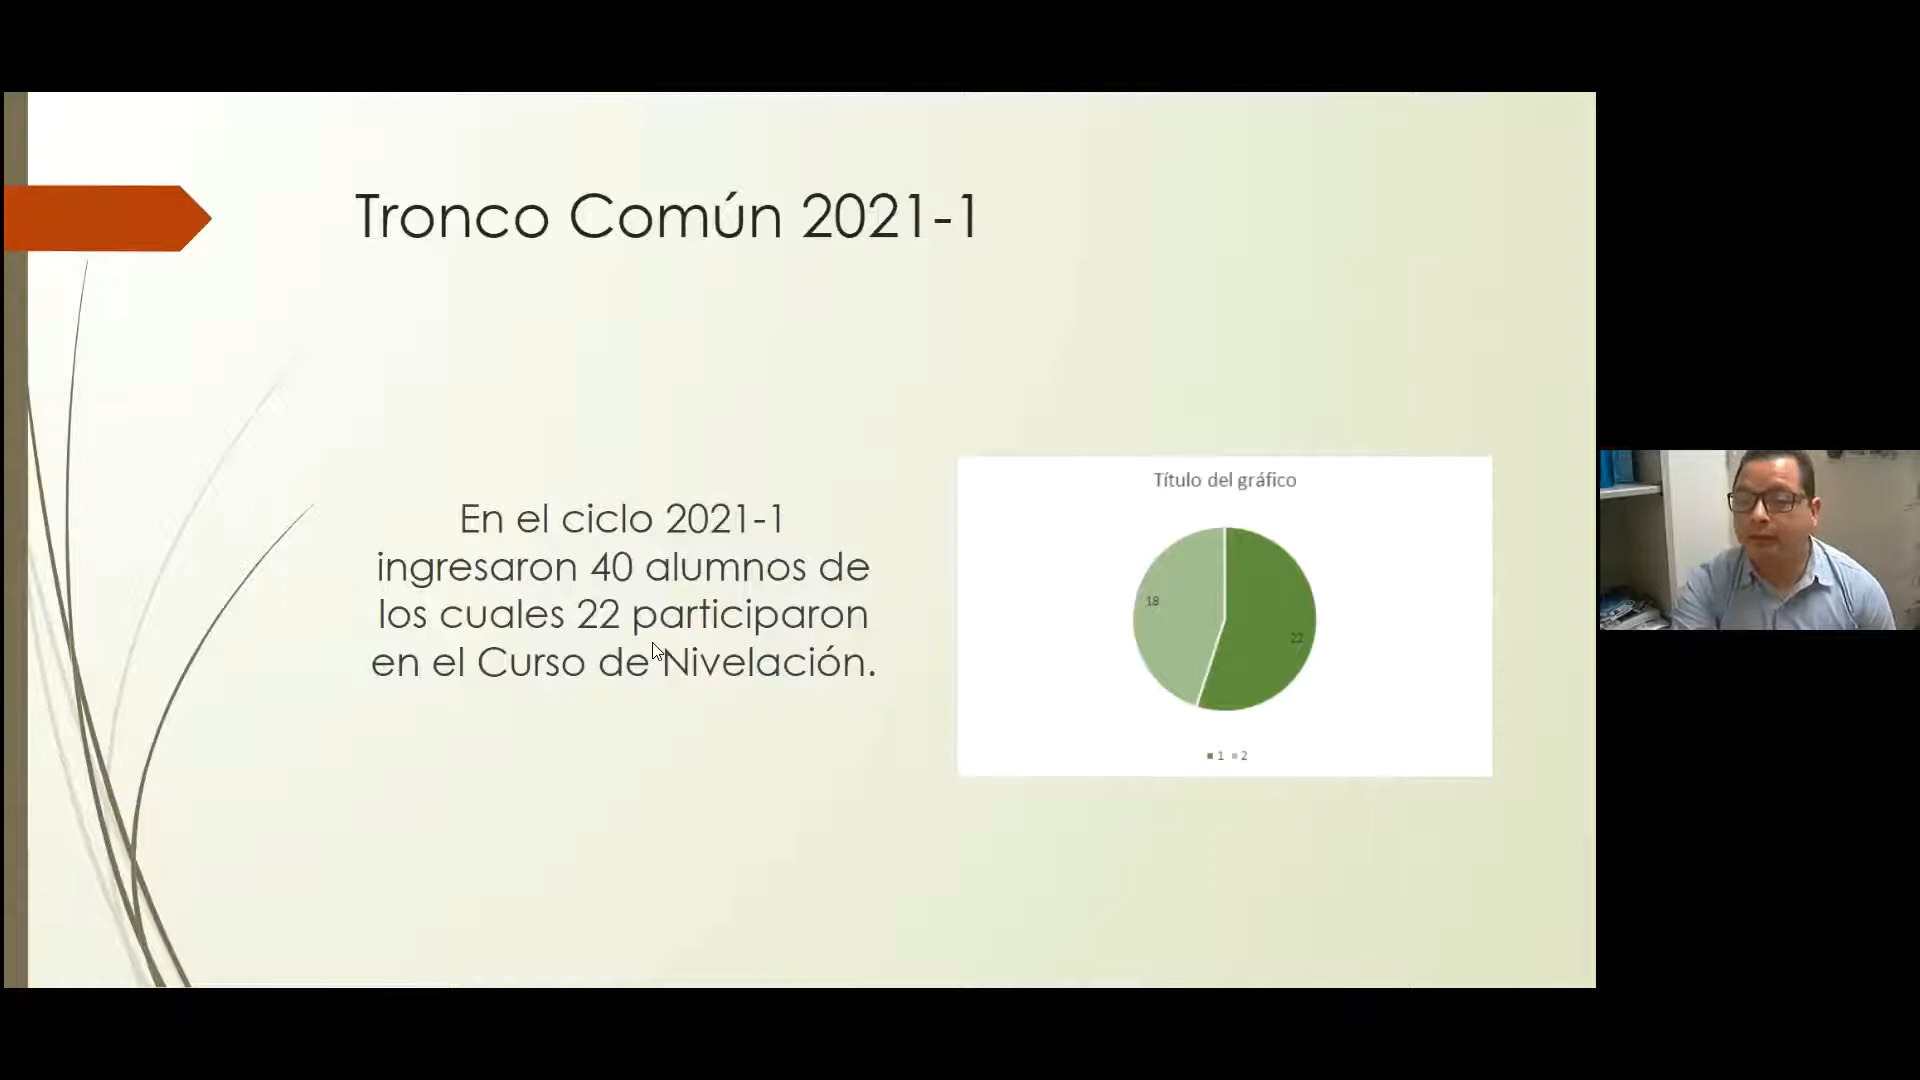 Tronco Común 2021-1
En el ciclo 2021-1
ingresaron 40 alumnos de
los cuales 22 participaron
en el Curso de Nivelación.
Título del gráfico
18
22
1 2